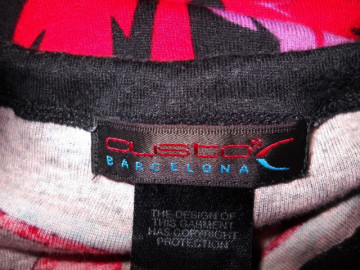 custo
BARCELONA
THE DESIGN OF
THIS GARMENT
HAS COPYRIGHT
PROTECTION